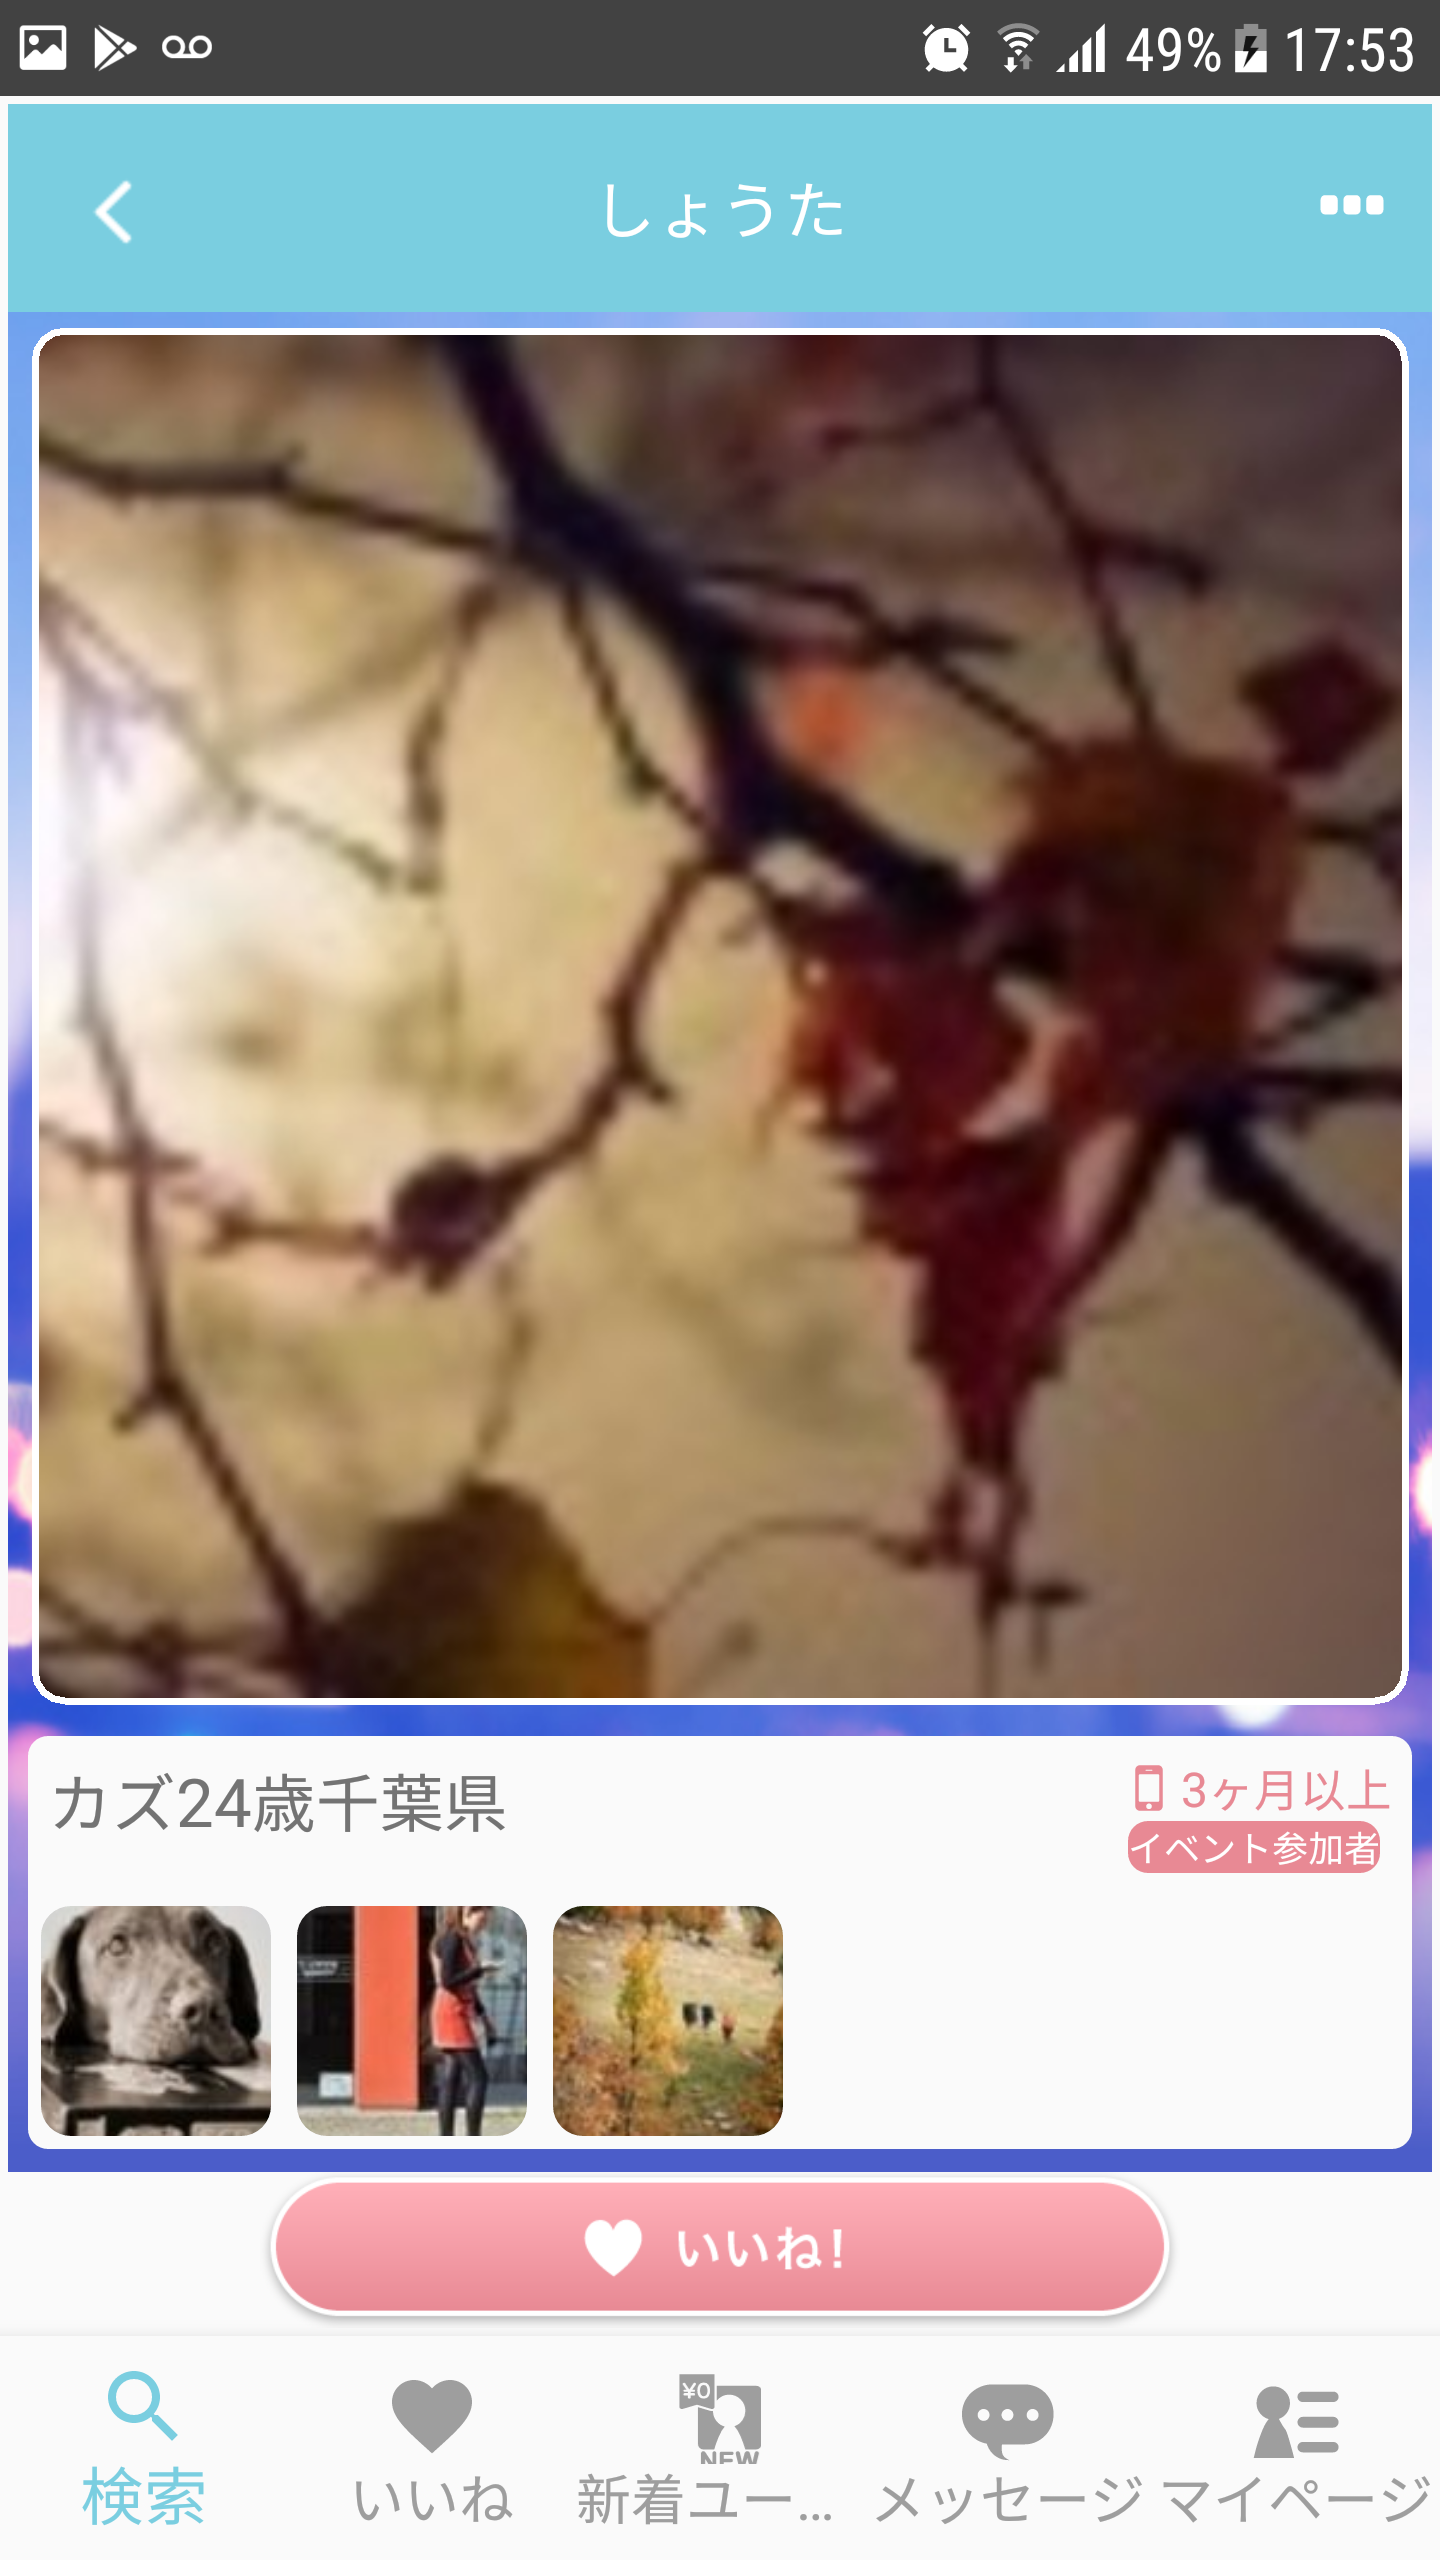 49% 17:53
しょうた
カズ24歳千葉県
3ヶ月以上
イベント参加者
いいね!
¥0
NEW
検索
いいね
新着ユー...
メッセージ
マイページ